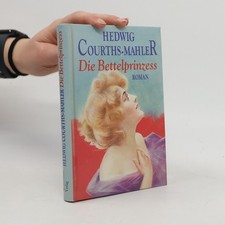 HEDWIG
COURTHS-MAHLER
Die Bettelprinzess
ROMAN
HEDWIG COURTHS-MAHLER Die Bettelprinzess